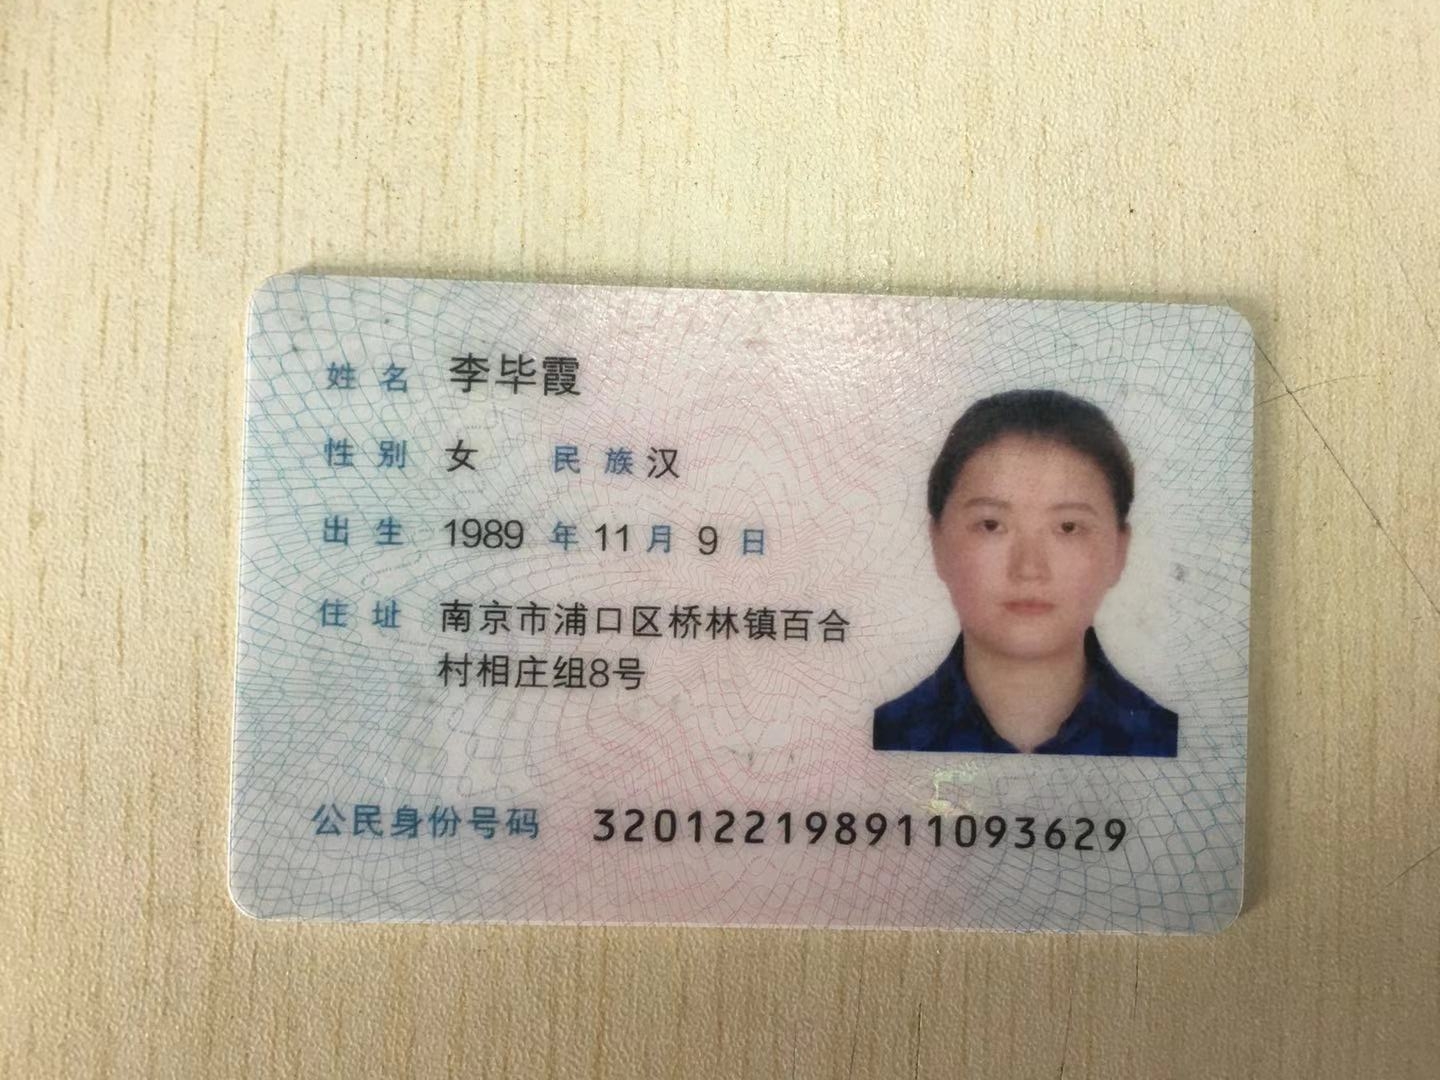 姓名 李毕霞
性别 女 民族 汉
出生 1989 年 11 月 9 日
住址 南京市浦口区桥林镇百合
村相庄组8号
公民身份号码 320122198911093629